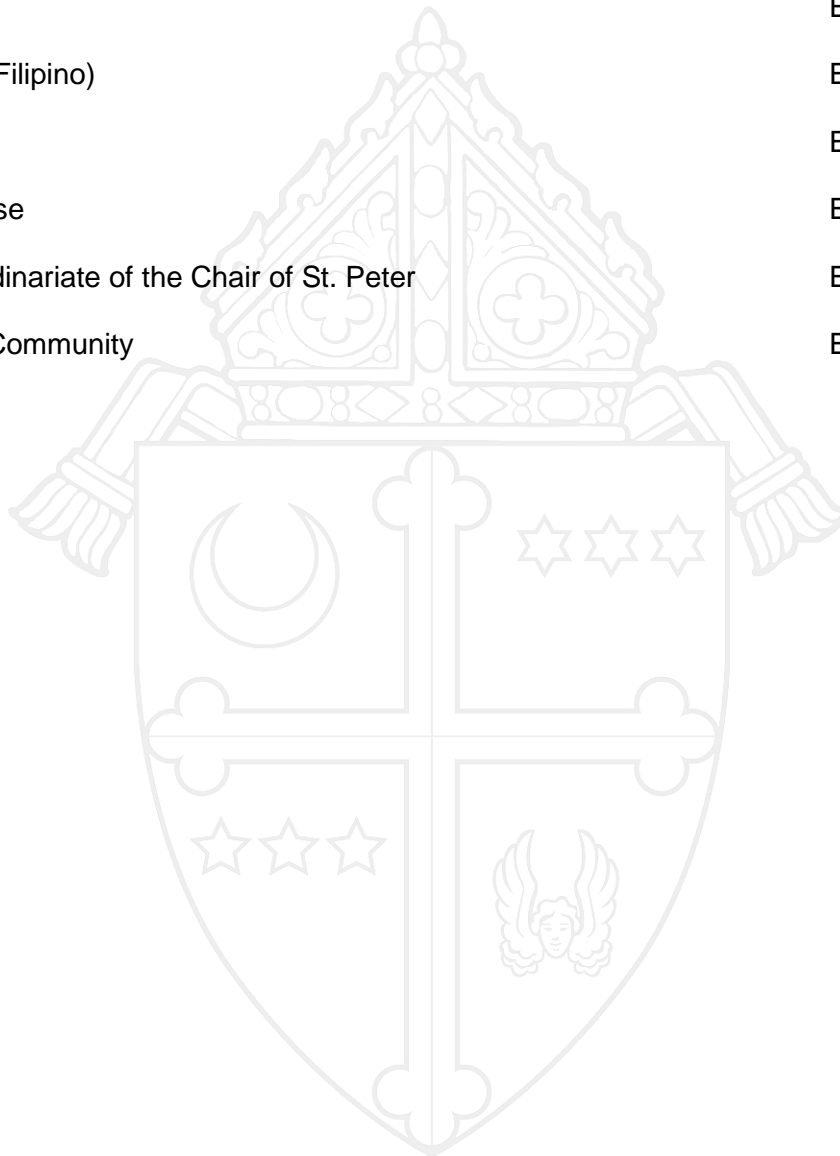 Filipino)
se
dinariate of the Chair of St. Peter
Community